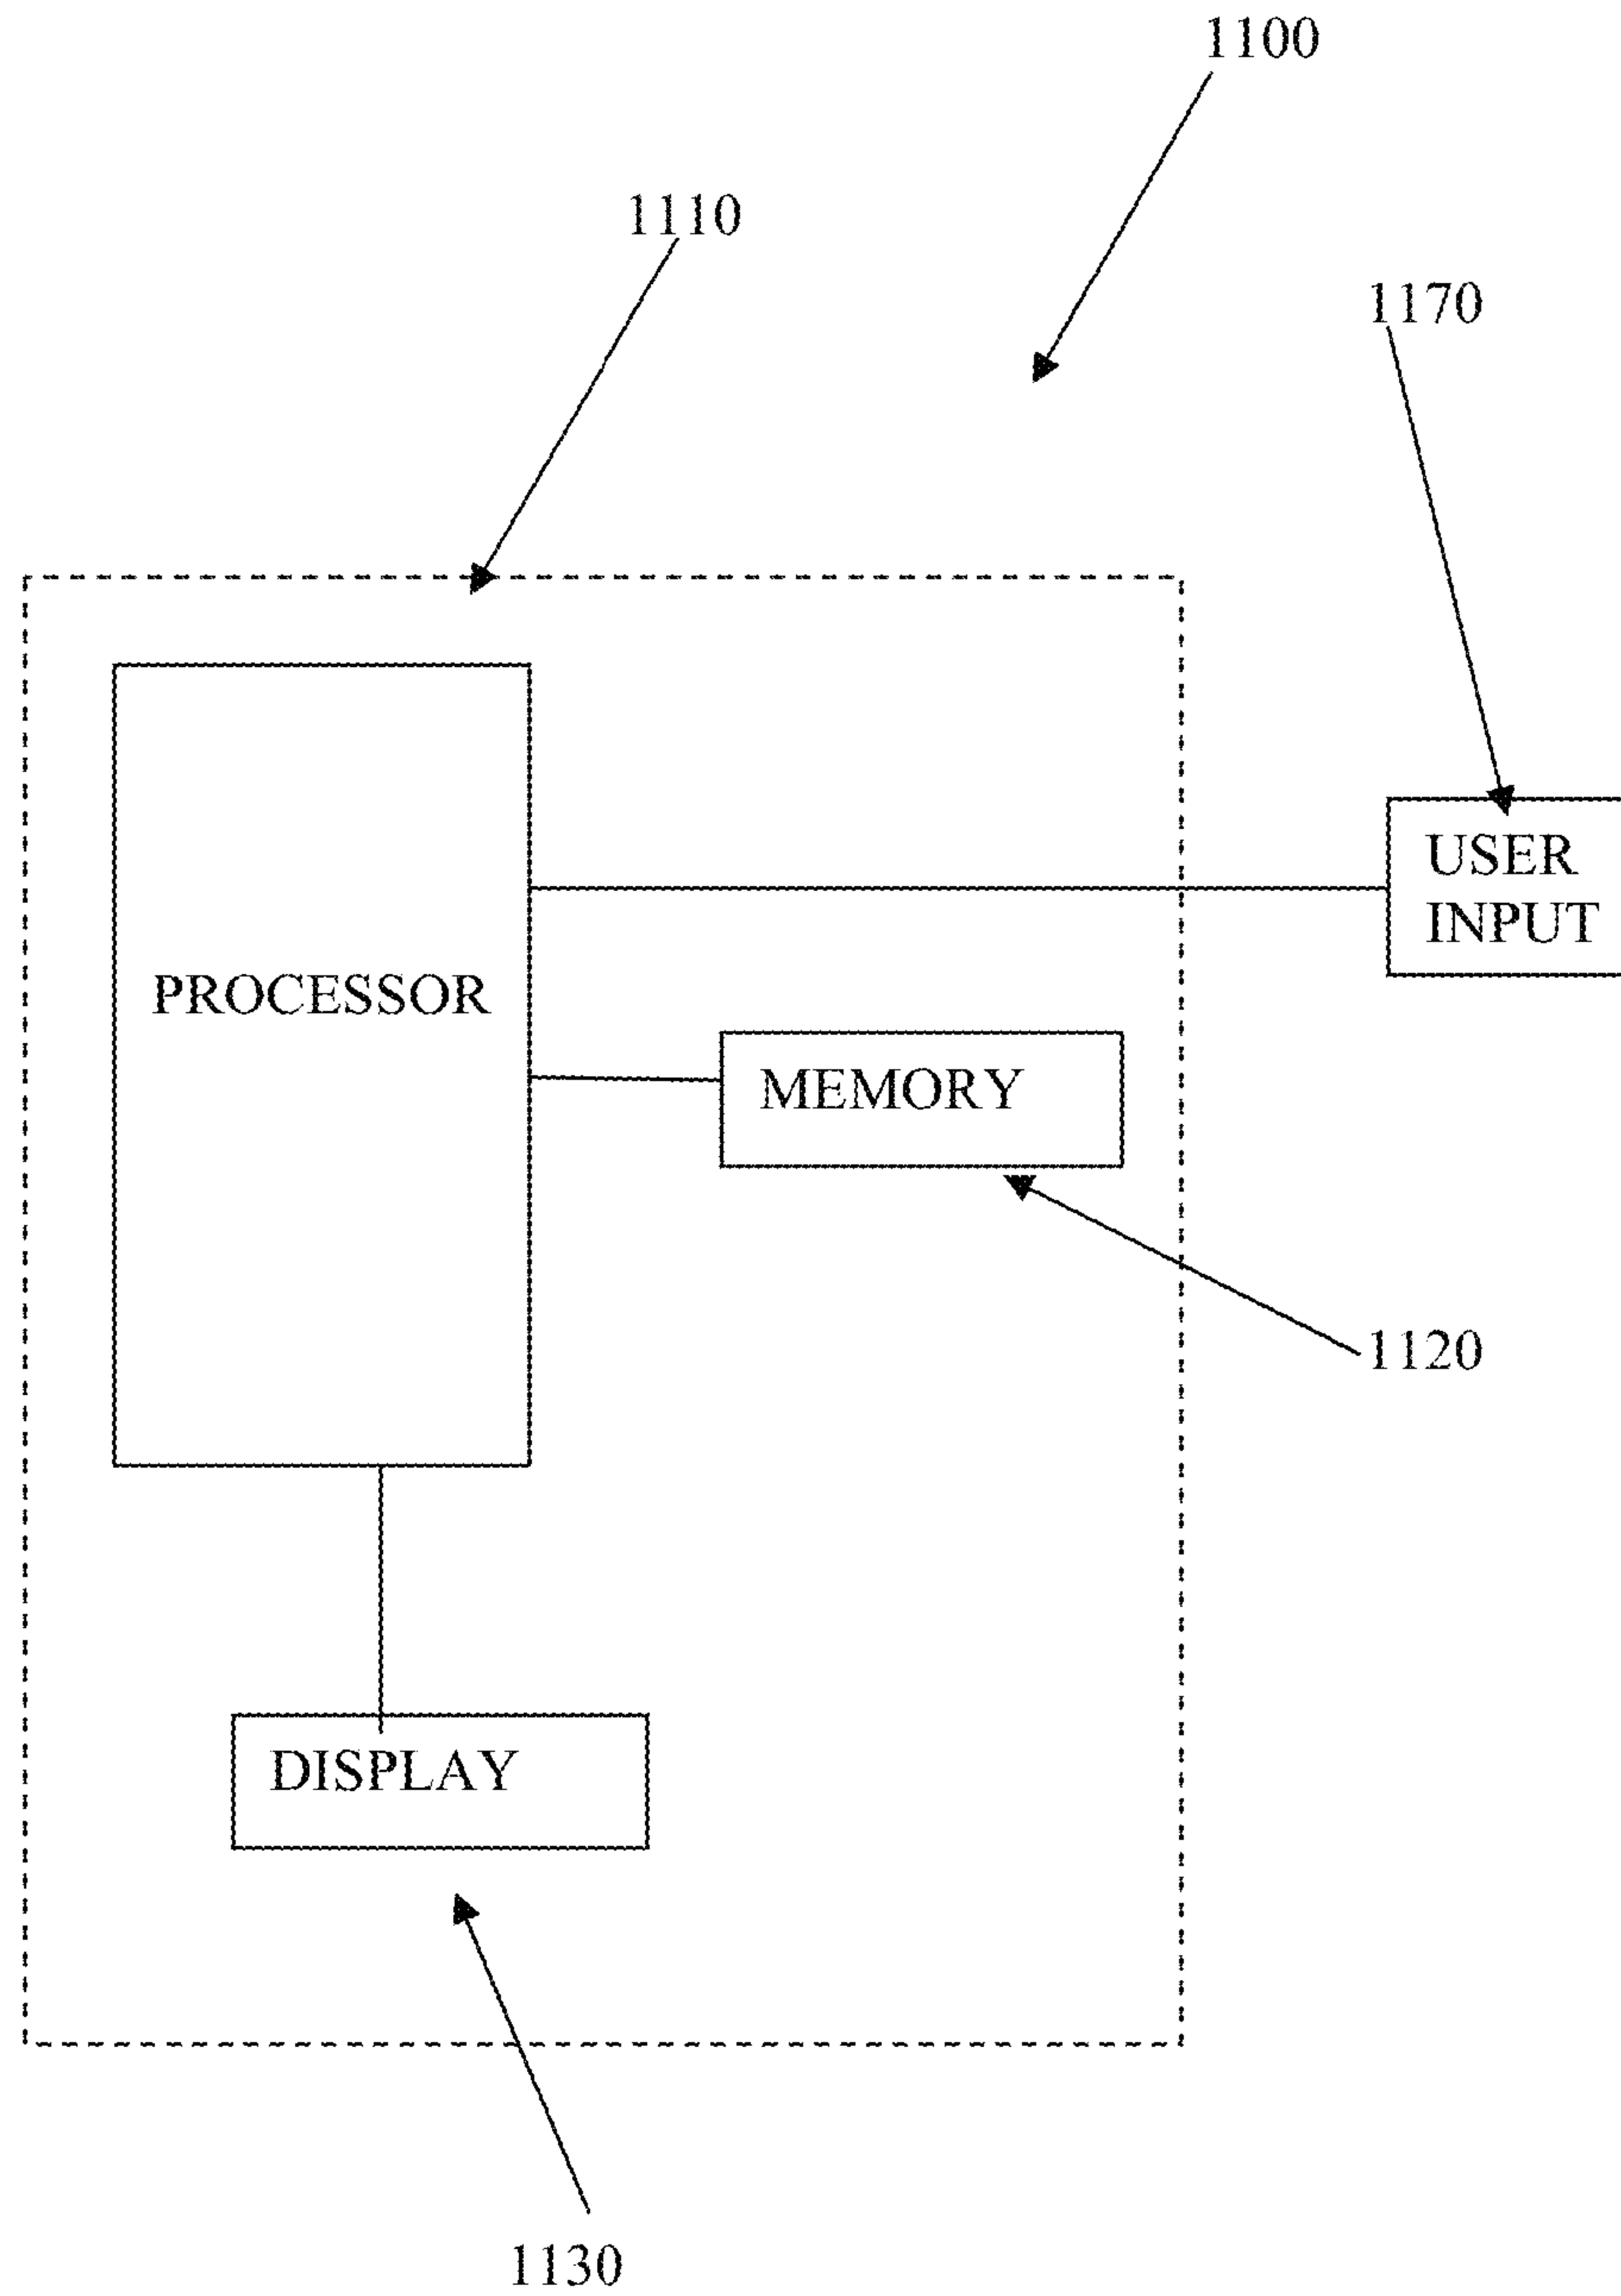 1100
1110
1170
USER
INPUT
PROCESSOR
MEMORY
1120
DISPLAY
1130